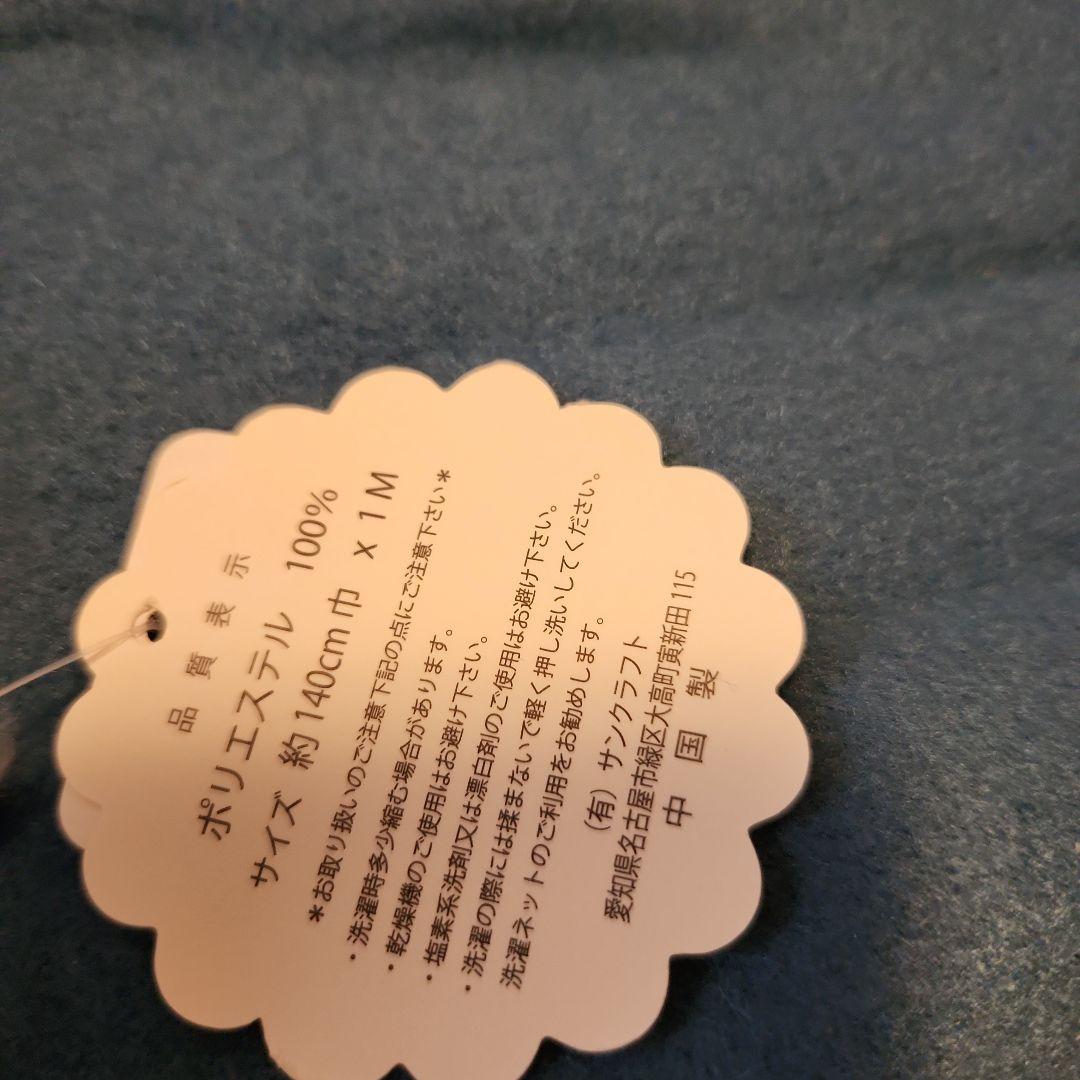 品質表示
ポリエステル 100%
サイズ 約140cm巾 x 1M
＊お取り扱いのご注意下記の点にご注意下さい＊
・洗濯時多少縮む場合があります。
・乾燥機のご使用はお避け下さい。
・塩素系洗剤又は漂白剤のご使用はお避け下さい。
・洗濯の際には揉まないで軽く押し洗いしてください。
洗濯ネットのご利用をお勧めします。
（有）サンクラフト
愛知県名古屋市緑区大高町寅新田115
中国製